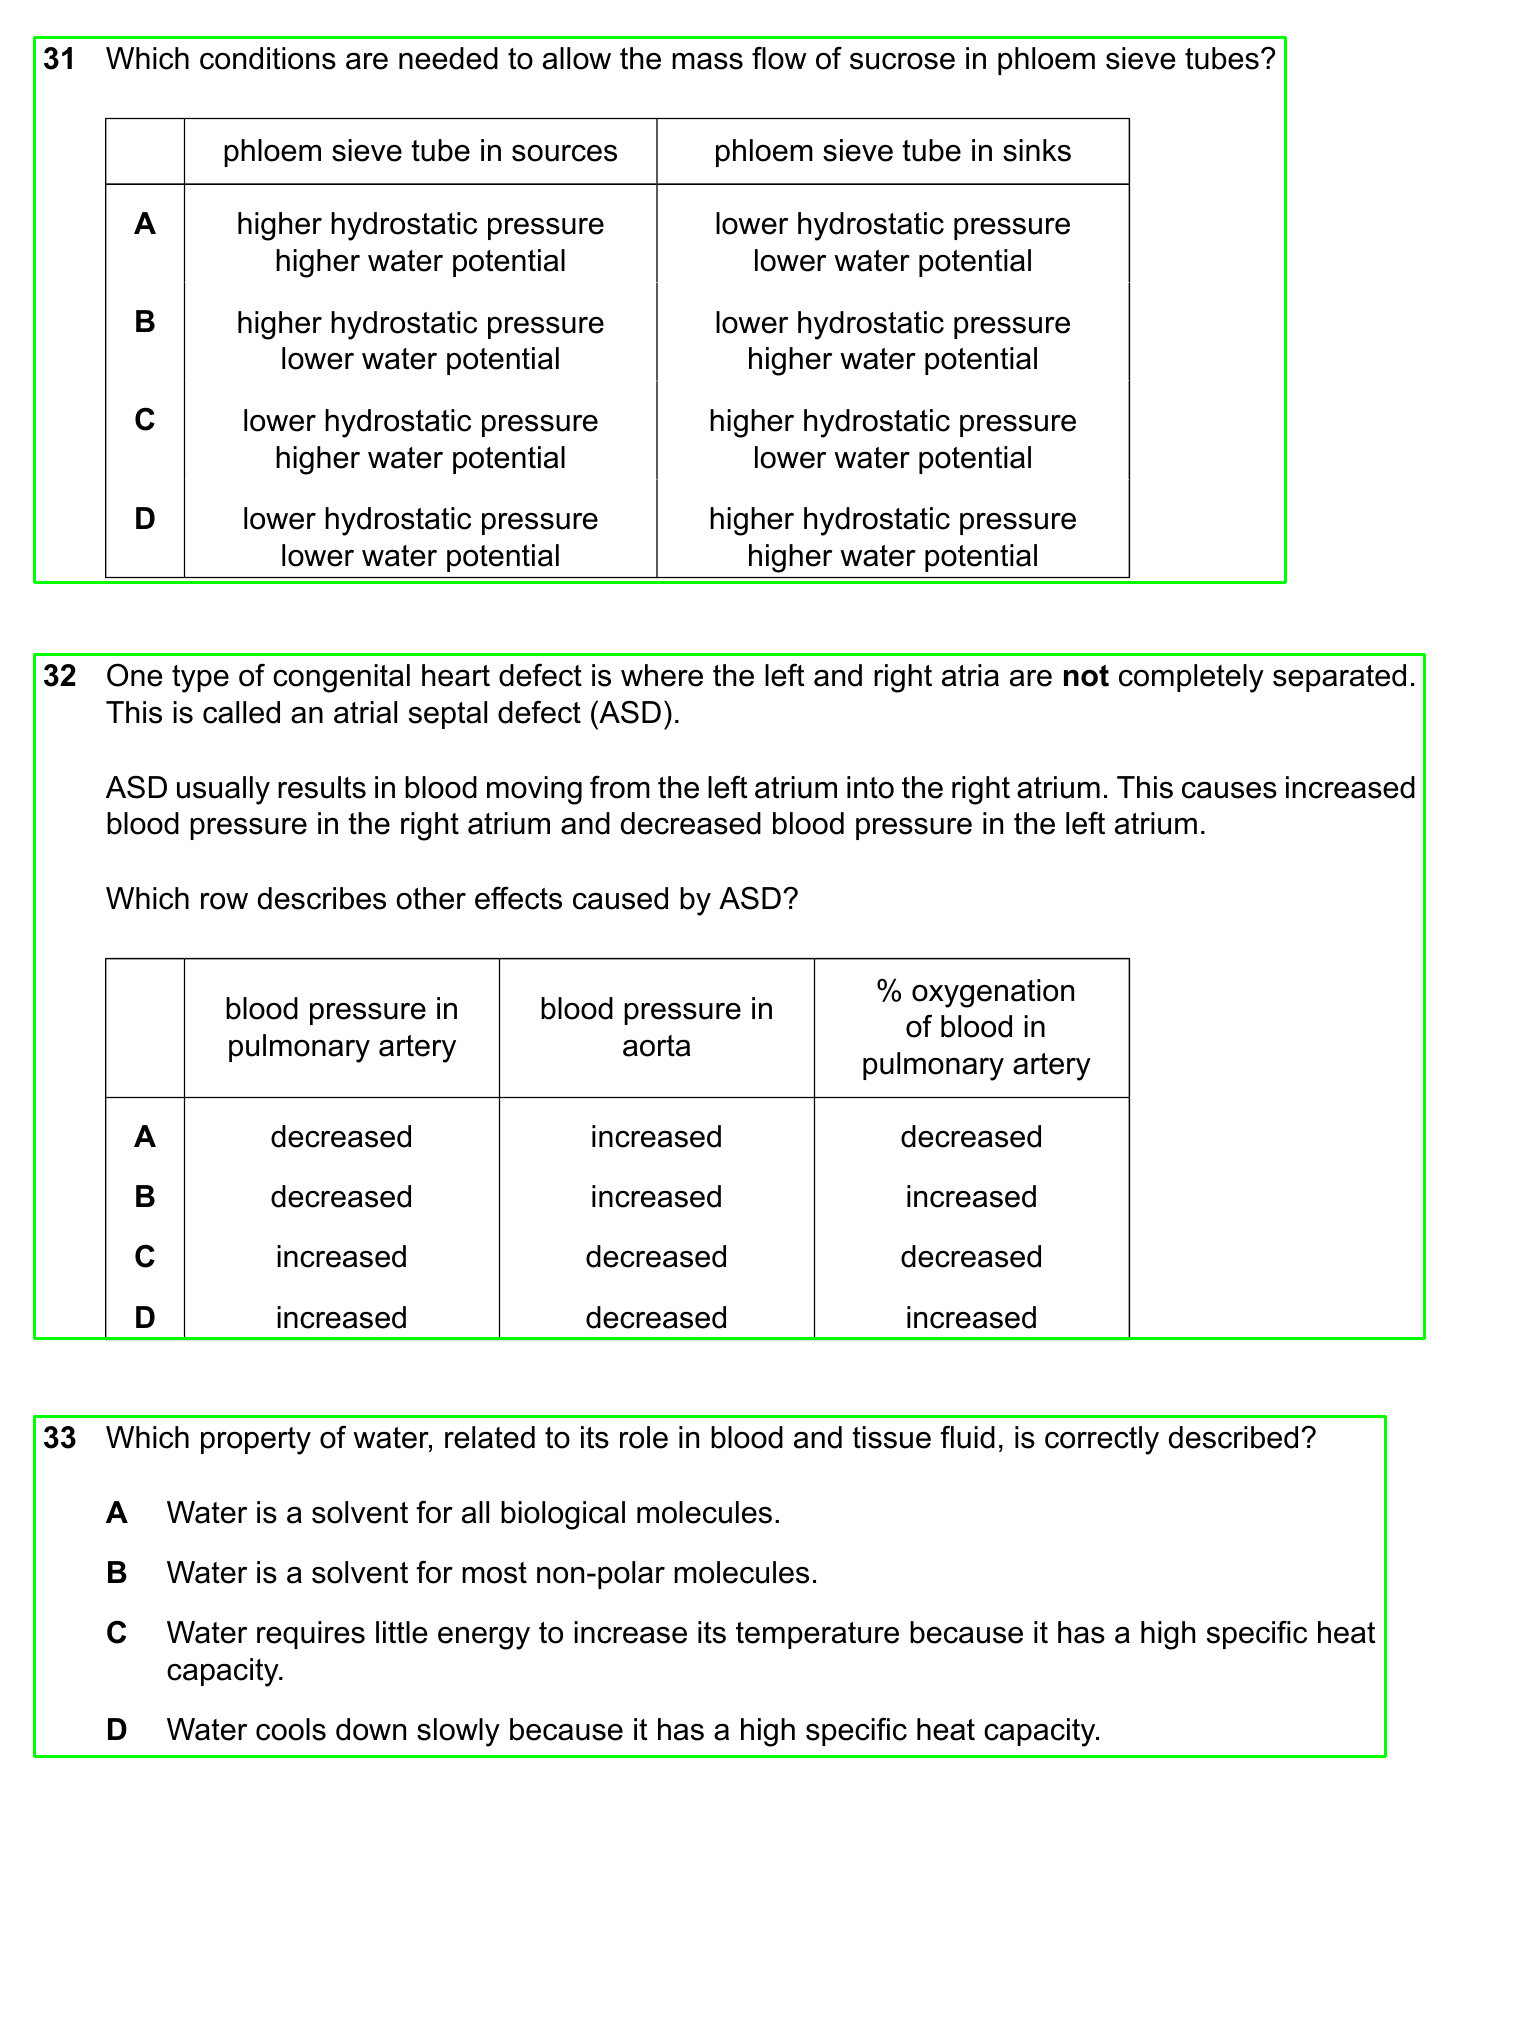 31 Which conditions are needed to allow the mass flow of sucrose in phloem sieve tubes?
phloem sieve tube in sources phloem sieve tube in sinks
A higher hydrostatic pressure lower hydrostatic pressure
higher water potential lower water potential
B higher hydrostatic pressure lower hydrostatic pressure
lower water potential higher water potential
C lower hydrostatic pressure higher hydrostatic pressure
higher water potential lower water potential
D lower hydrostatic pressure higher hydrostatic pressure
lower water potential higher water potential
32 One type of congenital heart defect is where the left and right atria are not completely separated.
This is called an atrial septal defect (ASD).
ASD usually results in blood moving from the left atrium into the right atrium. This causes increased
blood pressure in the right atrium and decreased blood pressure in the left atrium.
Which row describes other effects caused by ASD?
blood pressure in pulmonary artery
blood pressure in aorta
% oxygenation of blood in pulmonary artery
A decreased increased decreased
B decreased increased increased
C increased decreased decreased
D increased decreased increased
33 Which property of water, related to its role in blood and tissue fluid, is correctly described?
A Water is a solvent for all biological molecules.
B Water is a solvent for most non-polar molecules.
C Water requires little energy to increase its temperature because it has a high specific heat
capacity.
D Water cools down slowly because it has a high specific heat capacity.